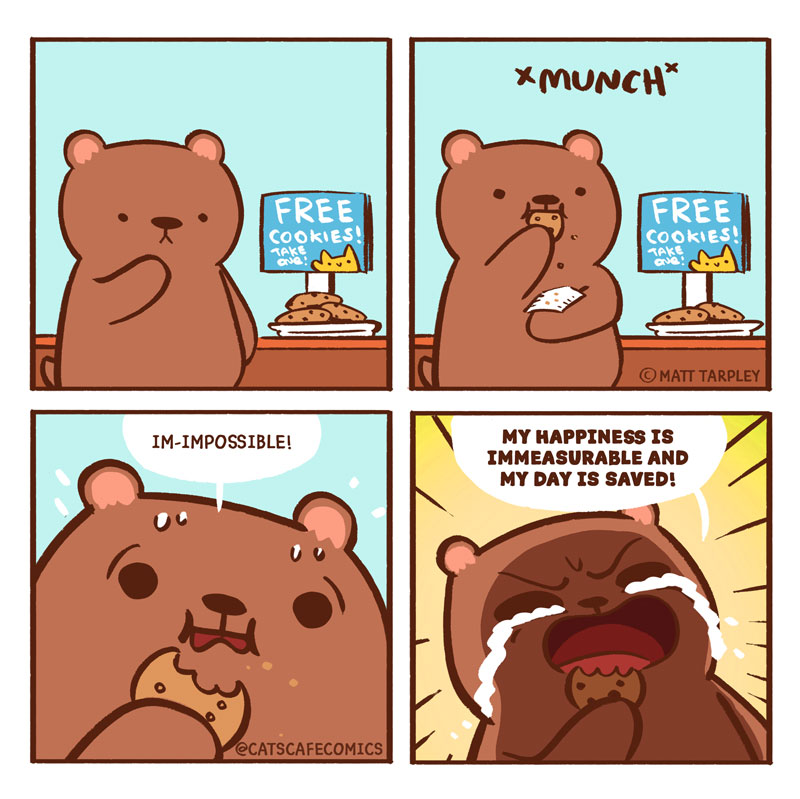 FREE
COOKIES!
TAKE
ONE!
*MUNCH*
FREE
COOKIES!
TAKE
ONE!
© MATT TARPLEY
IM-IMPOSSIBLE!
@CATSCAFECOMICS
MY HAPPINESS IS
IMMEASURABLE AND
MY DAY IS SAVED!